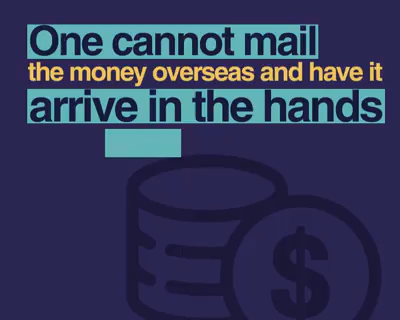 One cannot mail
the money overseas and have it
arrive in the hands
$